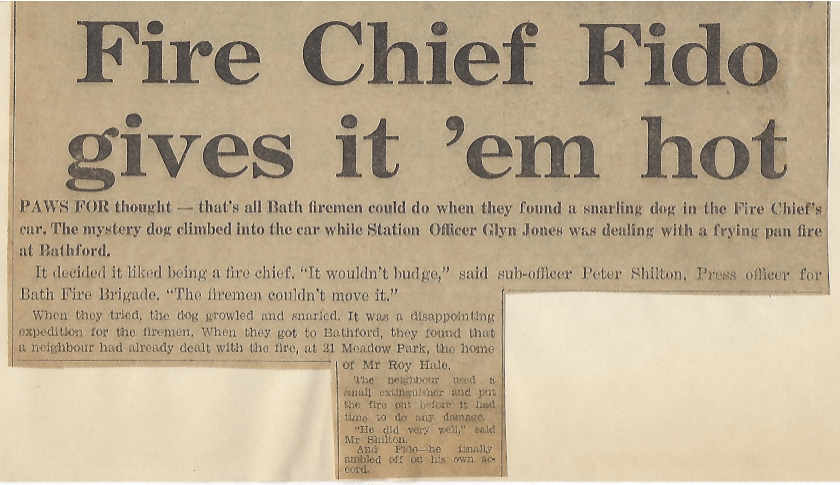 Fire Chief Fido
gives it 'em hot
PAWS FOR thought — that's all Bath firemen could do when they found a snarling dog in the Fire Chief's
car. The mystery dog climbed into the car while Station Officer Glyn Jones was dealing with a frying pan fire
at Bathford.
It decided it liked being a fire chief. "It wouldn't budge," said sub-officer Peter Shilton, Press officer for
Bath Fire Brigade. "The firemen couldn't move it."
When they tried, the dog growled and snarled. It was a disappointing
expedition for the firemen. When they got to Bathford, they found that
a neighbour had already dealt with the fire, at 21 Meadow Park, the home
of Mr Roy Hale.
The neighbour used a
small extinguisher and put
the fire out before it had
time to do any damage.
"He did very well," said
Mr Shilton.
And Fido—he finally
ambled off on his own ac-
cord.